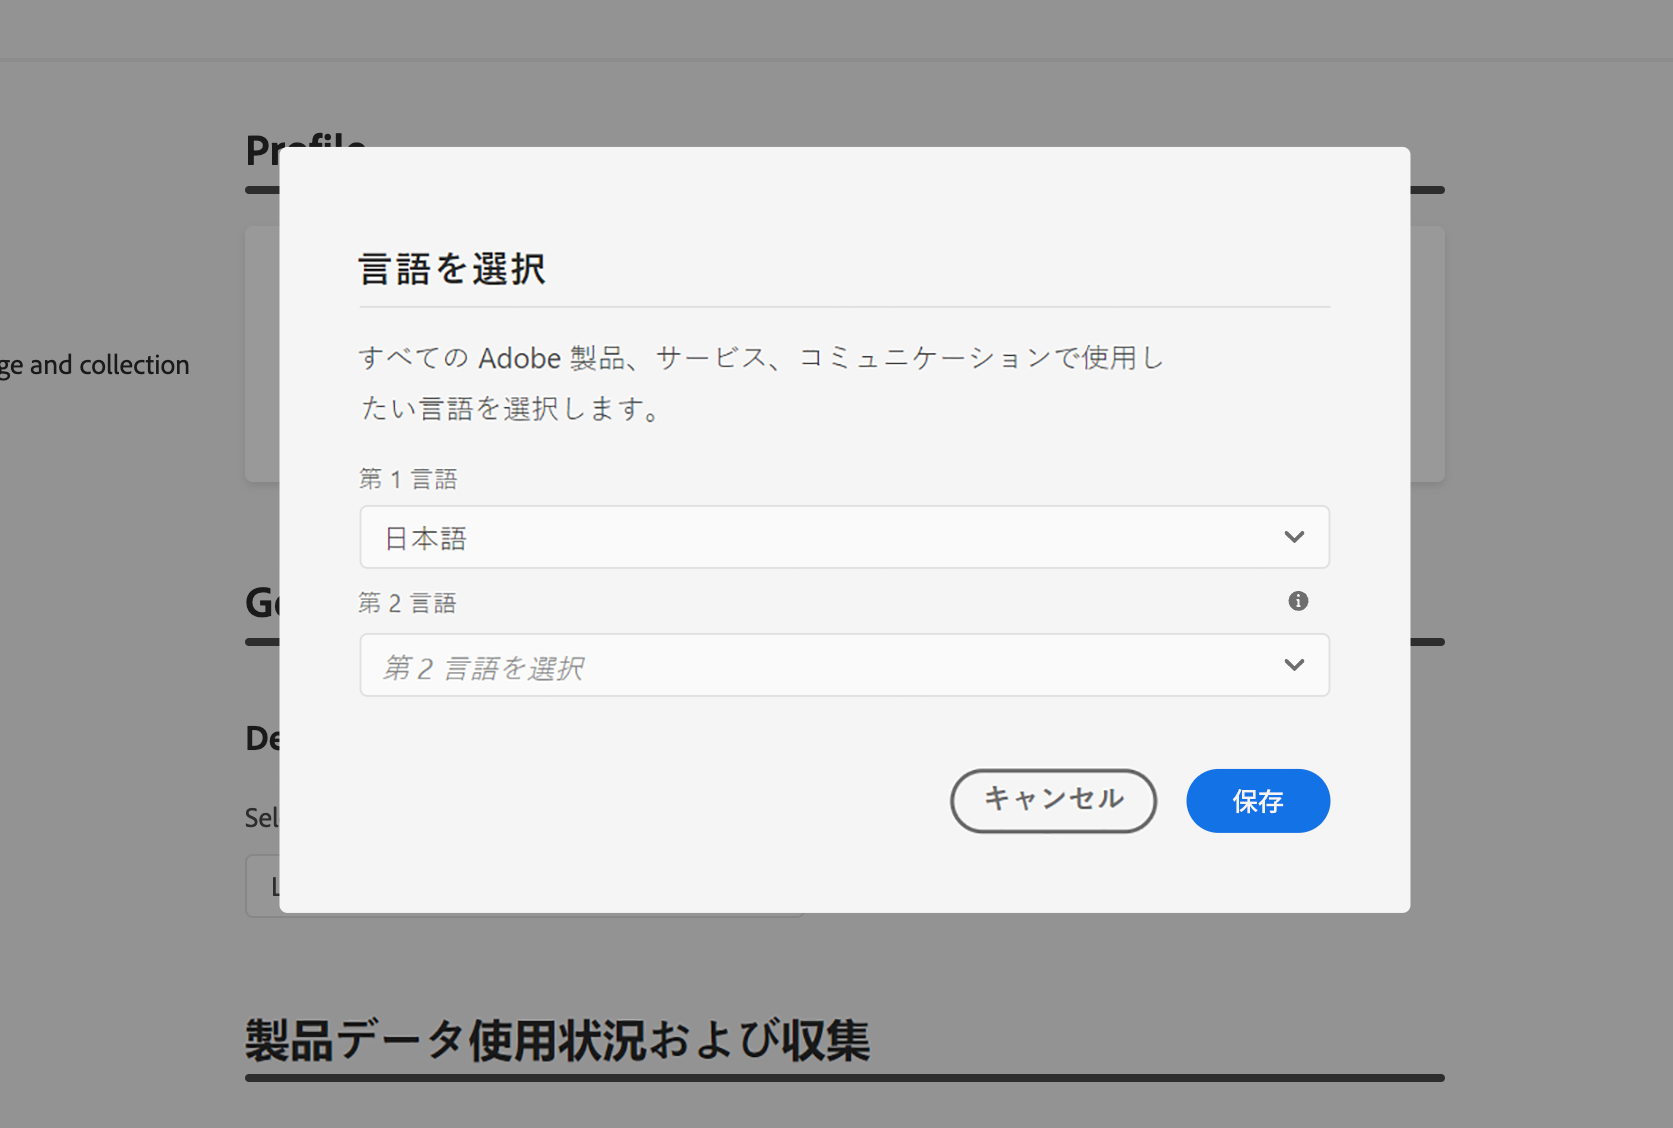 Profile
言語を選択
すべての Adobe 製品、サービス、コミュニケーションで使用し
たい言語を選択します。
ge and collection
第 1 言語
日本語
第 2 言語
第 2 言語を選択
De
Sel
キャンセル
保存
製品データ使用状況および収集